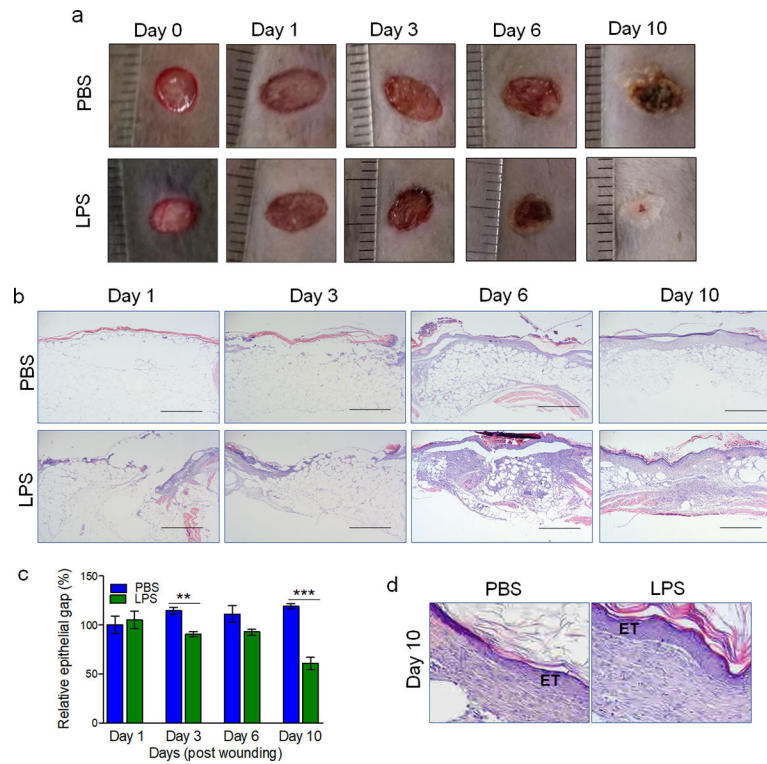 a
Day 0 Day 1 Day 3 Day 6 Day 10
PBS
LPS
b
Day 1 Day 3 Day 6 Day 10
PBS
LPS
c
Relative epithelial gap (%)
150
100
50
0
PBS
LPS
**
***
Day 1 Day 3 Day 6 Day 10
Days (post wounding)
d
PBS LPS
Day 10
ET
ET